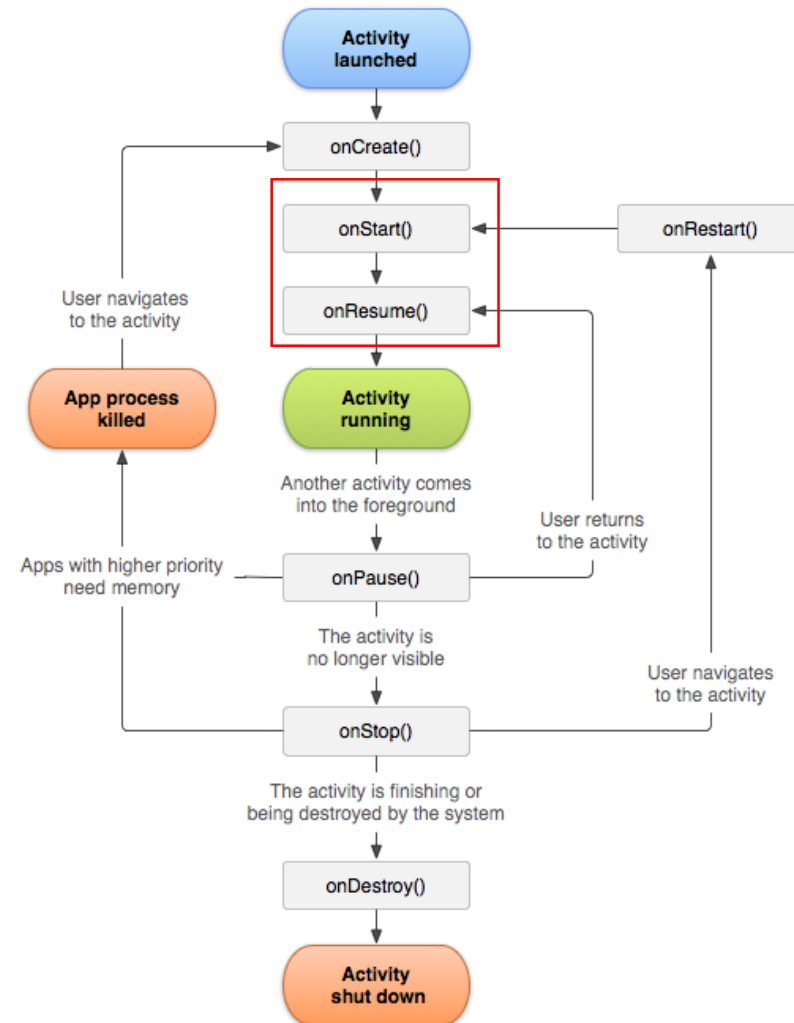 Activity
launched
onCreate()
onStart()
onRestart()
onResume()
User navigates
to the activity
App process
killed
Activity
running
Another activity comes
into the foreground
User returns
to the activity
Apps with higher priority
need memory
onPause()
The activity is
no longer visible
User navigates
to the activity
onStop()
The activity is finishing or
being destroyed by the system
onDestroy()
Activity
shut down